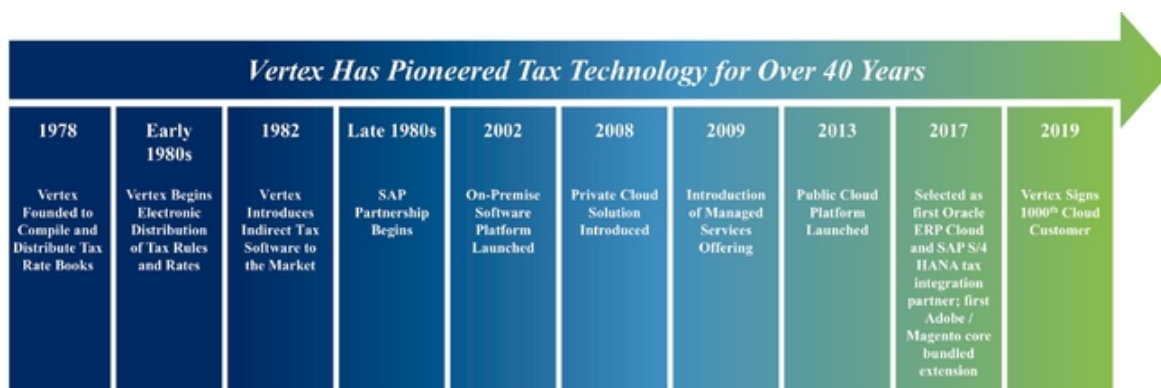 Vertex Has Pioneered Tax Technology for Over 40 Years
1978
Vertex
Founded to
Compile and
Distribute Tax
Rate Books
Early
1980s
Vertex Begins
Electronic
Distribution
of Tax Rules
and Rates
1982
Vertex
Introduces
Indirect Tax
Software to
the Market
Late 1980s
SAP
Partnership
Begins
2002
On-Premise
Software
Platform
Launched
2008
Private Cloud
Solution
Introduced
2009
Introduction
of Managed
Services
Offering
2013
Public Cloud
Platform
Launched
2017
Selected as
first Oracle
ERP Cloud
and SAP S/4
HANA tax
integration
partner; first
Adobe /
Magento core
bundled
extension
2019
Vertex Signs
1000th Cloud
Customer